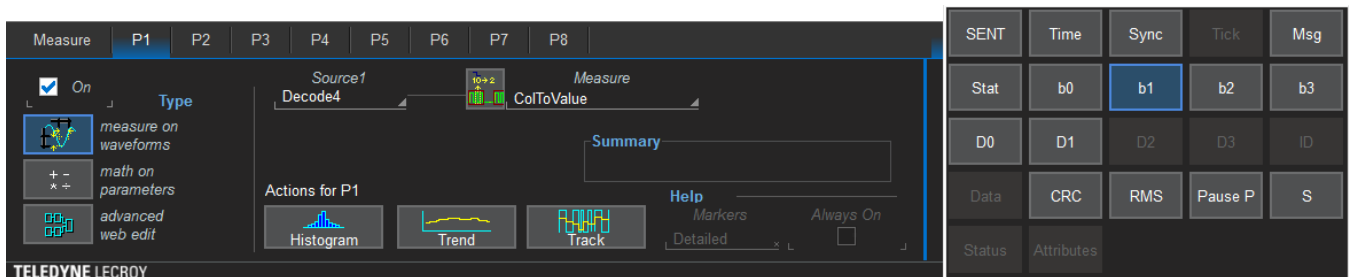 Measure P1 P2 P3 P4 P5 P6 P7 P8
On
Type
measure on
waveforms
+ -
× ÷
math on
parameters
advanced
web edit
Source1
Decode4
10→2
Measure
ColToValue
Summary
Actions for P1
Histogram Trend Track
Help
Markers Always On
Detailed
TELEDYNE LECROY
SENT Time Sync Tick Msg
Stat b0 b1 b2 b3
D0 D1 D2 D3 ID
Data CRC RMS Pause P S
Status Attributes